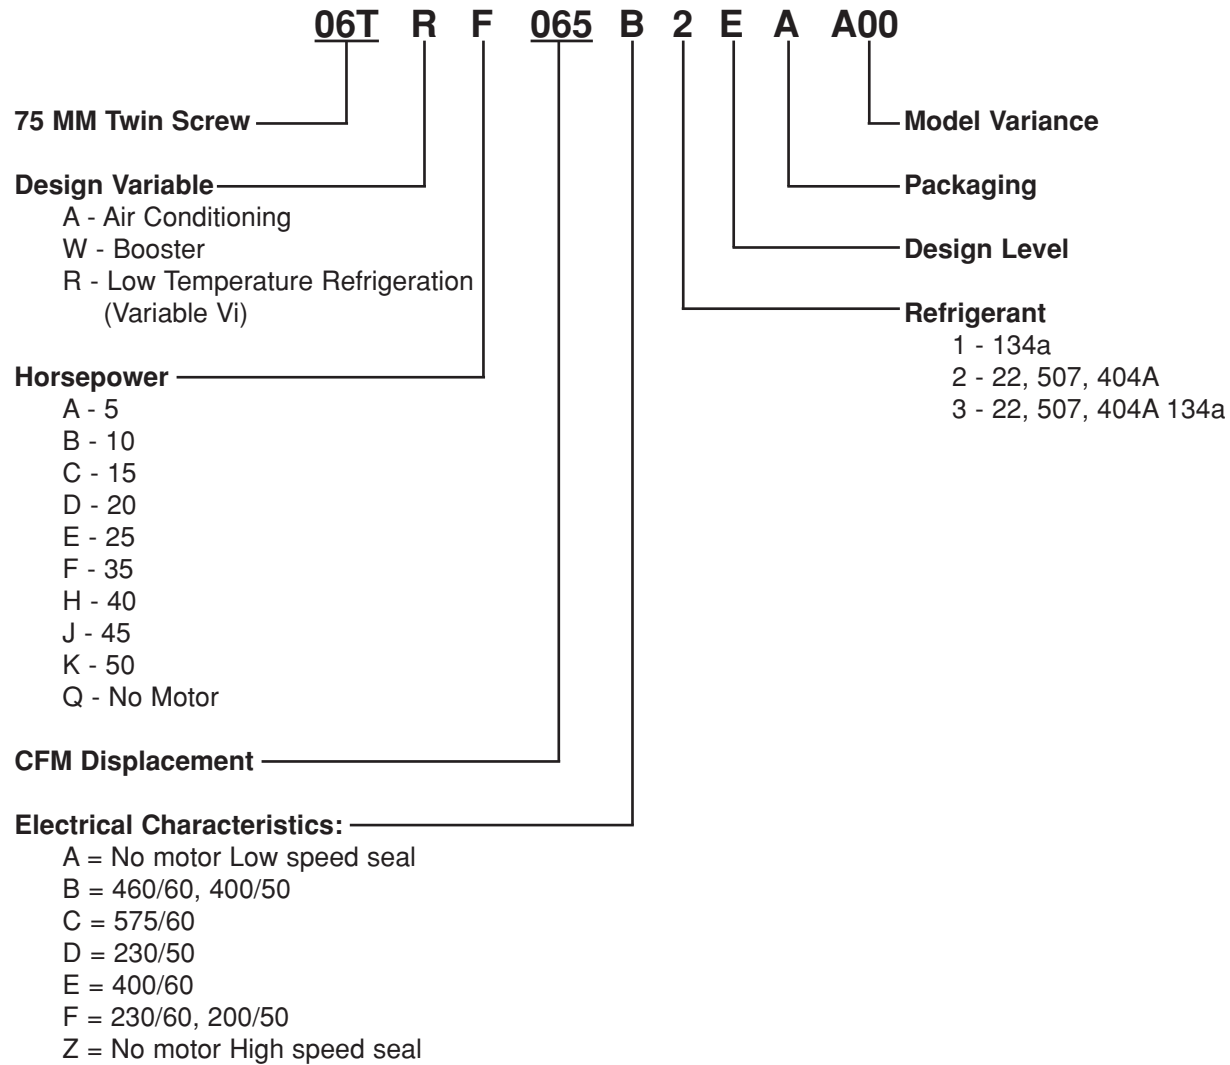 06T R F 065 B 2 E A A00
75 MM Twin Screw
Design Variable
A - Air Conditioning
W - Booster
R - Low Temperature Refrigeration
(Variable Vi)
Horsepower
A - 5
B - 10
C - 15
D - 20
E - 25
F - 35
H - 40
J - 45
K - 50
Q - No Motor
CFM Displacement
Electrical Characteristics:
A = No motor Low speed seal
B = 460/60, 400/50
C = 575/60
D = 230/50
E = 400/60
F = 230/60, 200/50
Z = No motor High speed seal
Model Variance
Packaging
Design Level
Refrigerant
1 - 134a
2 - 22, 507, 404A
3 - 22, 507, 404A 134a